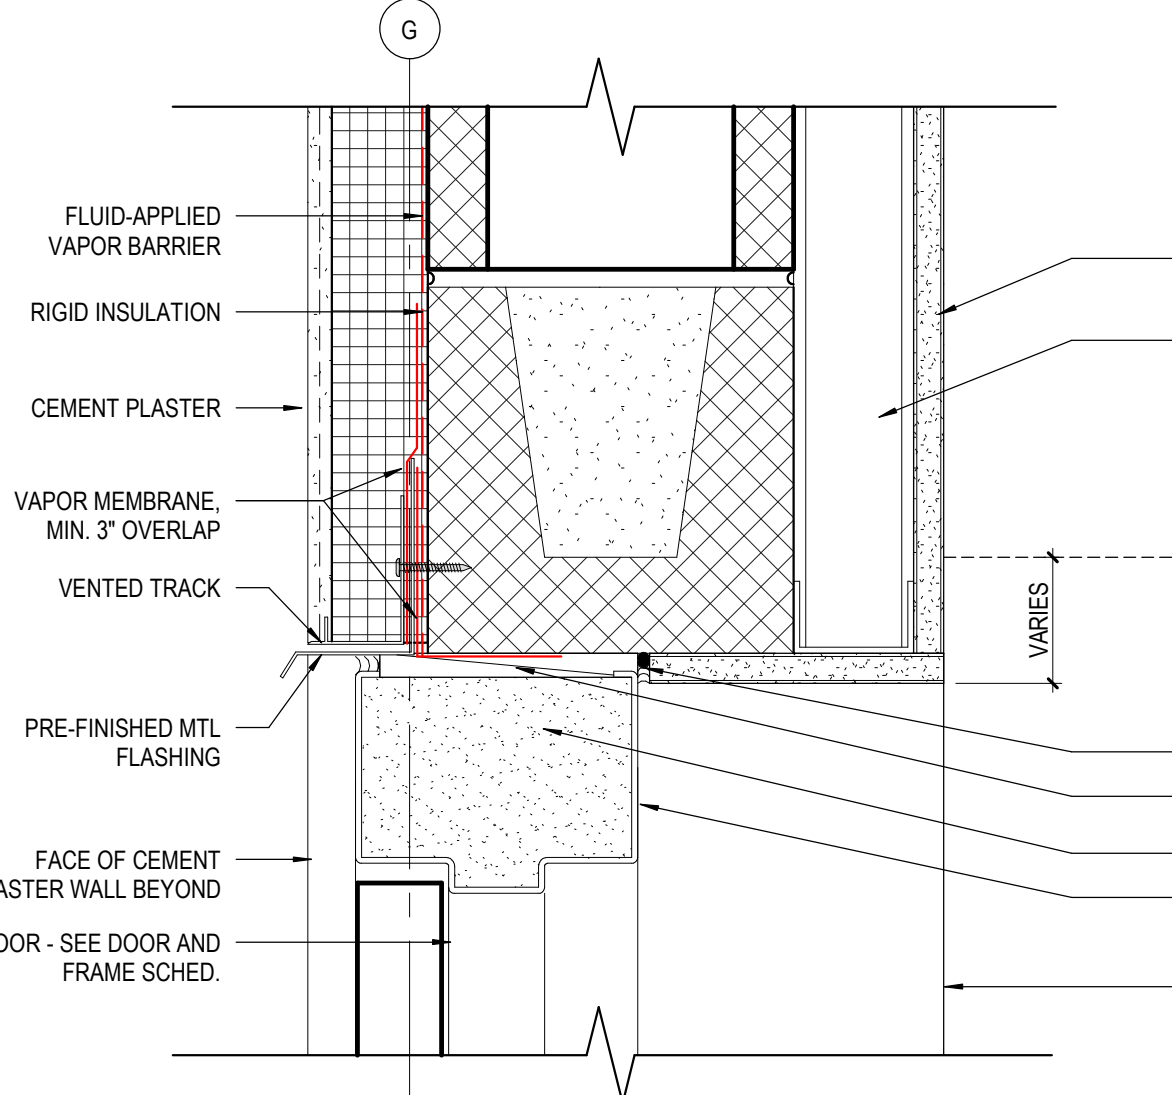 G
FLUID-APPLIED
VAPOR BARRIER
RIGID INSULATION
CEMENT PLASTER
VAPOR MEMBRANE,
MIN. 3" OVERLAP
VENTED TRACK
VARIES
PRE-FINISHED MTL
FLASHING
FACE OF CEMENT
ASTER WALL BEYOND
OOR - SEE DOOR AND
FRAME SCHED.